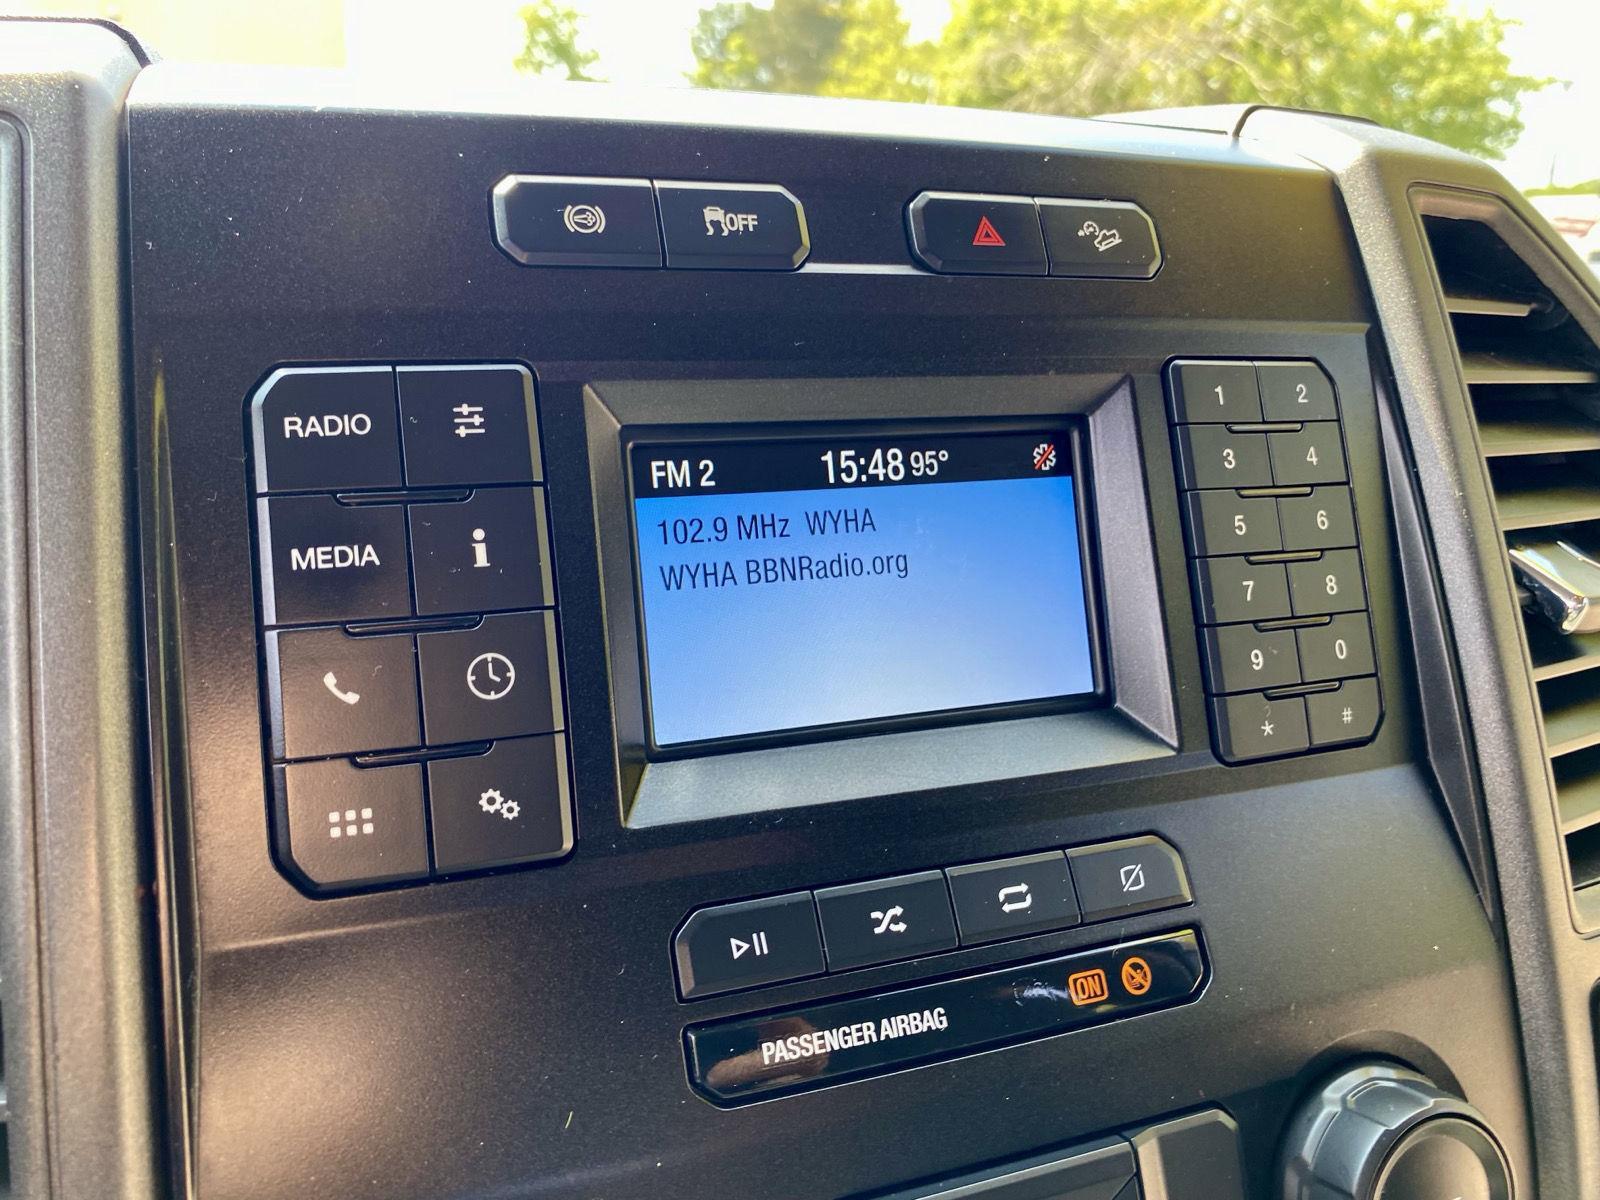 OFF
RADIO
MEDIA
i
FM 2 15:48 95°
102.9 MHz WYHA
WYHA BBNRadio.org
1 2
3 4
5 6
7 8
9 0
* #
ON
PASSENGER AIRBAG